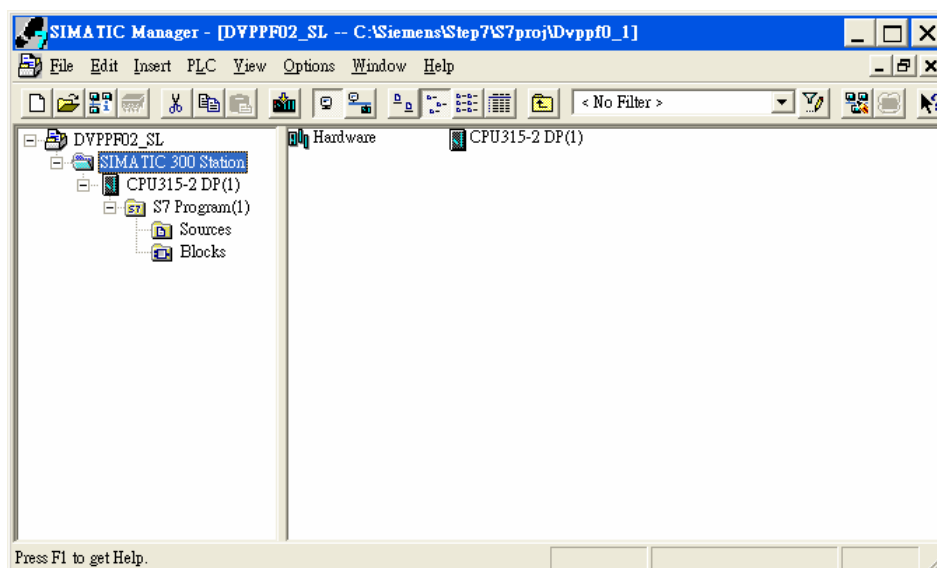 SIMATIC Manager - [DVPPF02_SL -- C:\Siemens\Step7\S7proj\Dvppf0_1]
File Edit Insert PLC View Options Window Help
< No Filter >
DVPPF02_SL
SIMATIC 300 Station
CPU315-2 DP(1)
S7 Program(1)
Sources
Blocks
Hardware CPU315-2 DP(1)
Press F1 to get Help.